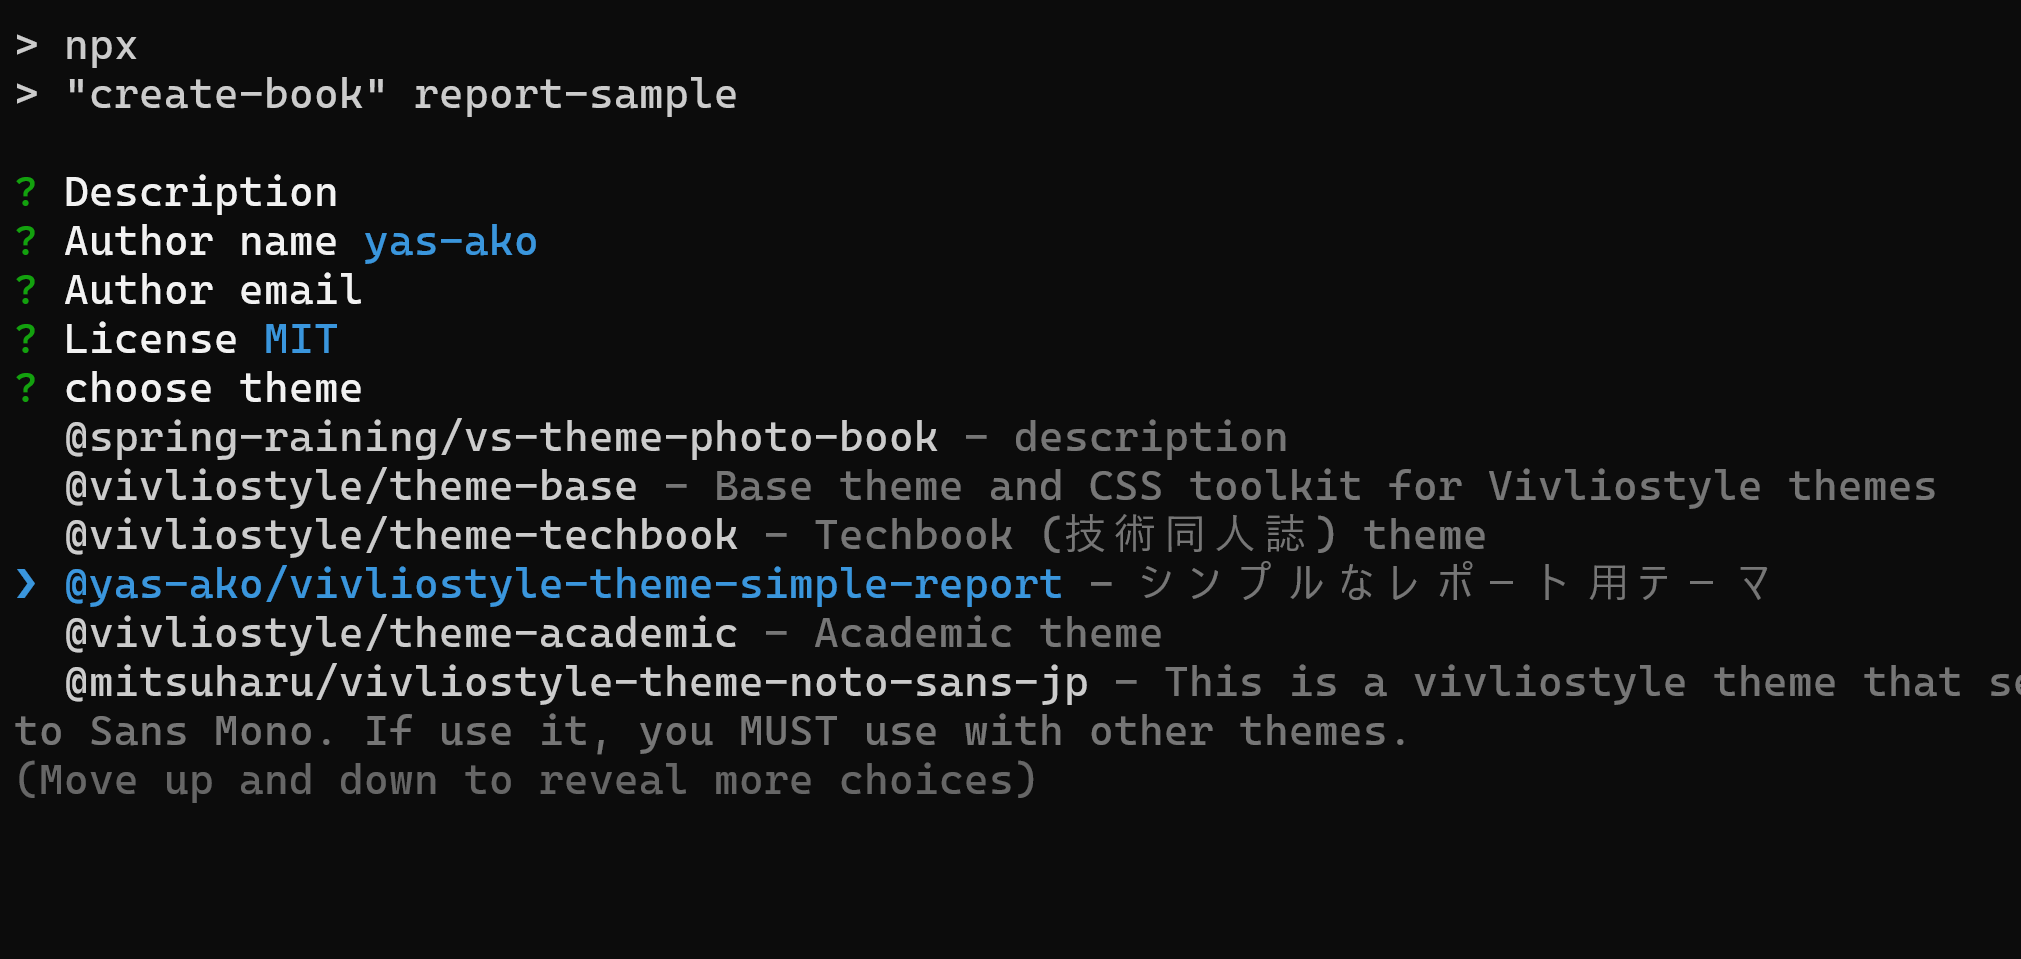 > npx
> "create-book" report-sample
? Description
? Author name yas-ako
? Author email
? License MIT
? choose theme
@spring-raining/vs-theme-photo-book - description
@vivliostyle/theme-base - Base theme and CSS toolkit for Vivliostyle themes
@vivliostyle/theme-techbook - Techbook (技術同人誌) theme
❯ @yas-ako/vivliostyle-theme-simple-report - シンプルなレポート用テーマ
@vivliostyle/theme-academic - Academic theme
@mitsuharu/vivliostyle-theme-noto-sans-jp - This is a vivliostyle theme that
to Sans Mono. If use it, you MUST use with other themes.
(Move up and down to reveal more choices)